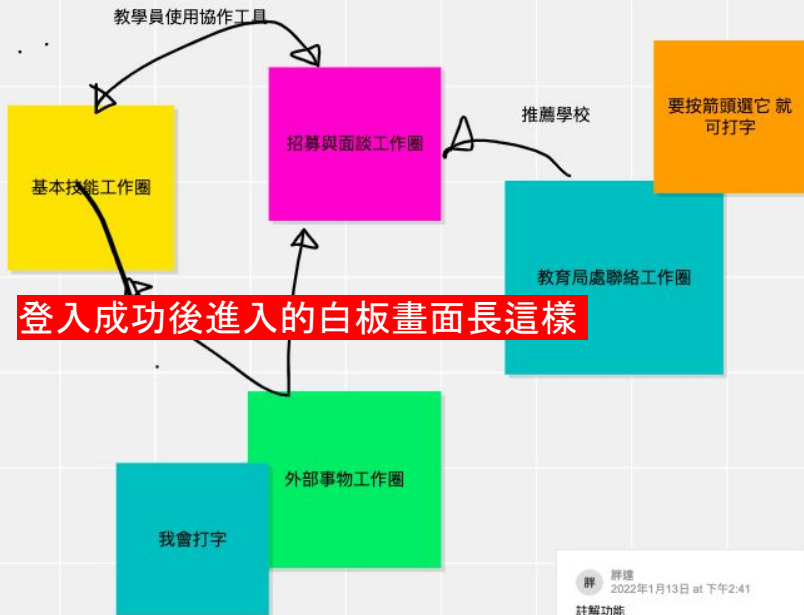 教學員使用協作工具
招募與面談工作圈
推薦學校
要按箭頭選它 就
可打字
基本技能工作圈
教育局處聯絡工作圈
登入成功後進入的白板畫面長這樣
外部事物工作圈
我會打字
胖
胖達
2022年1月13日 at 下午2:41
註解功能